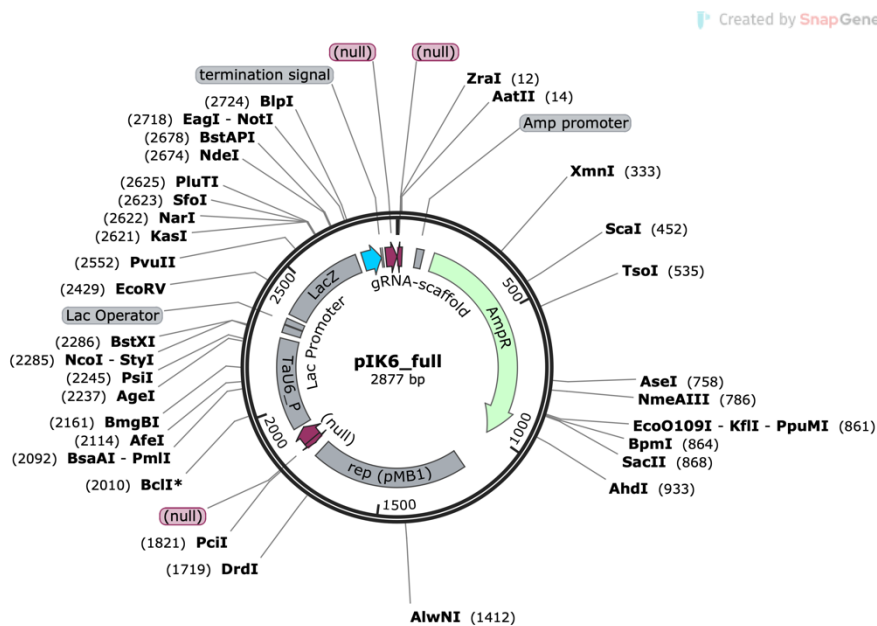 Created by SnapGene
(null)
(null)
termination signal
ZraI (12)
AatII (14)
Amp promoter
(2724) BlpI
(2718) EagI - NotI
(2678) BstAPI
(2674) NdeI
(2625) PluTI
(2623) SfoI
(2622) NarI
(2621) KasI
(2552) PvuII
(2429) EcoRV
Lac Operator
(2286) BstXI
(2285) NcoI - StyI
(2245) PsiI
(2237) AgeI
(2161) BmgBI
(2114) AfeI
(2092) BsaAI - PmlI
(2010) BclI*
(null)
(1821) PciI
(1719) DrdI
XmnI (333)
ScaI (452)
TsoI (535)
AseI (758)
NmeAIII (786)
EcoO109I - KflI - PpuMI (861)
BpmI (864)
SacII (868)
AhdI (933)
AlwNI (1412)
500
1000
1500
2000
2500
LacZ
gRNA-scaffold
AmpR
Lac Promoter
TaU6_P
(null)
rep (pMB1)
pIK6_full
2877 bp